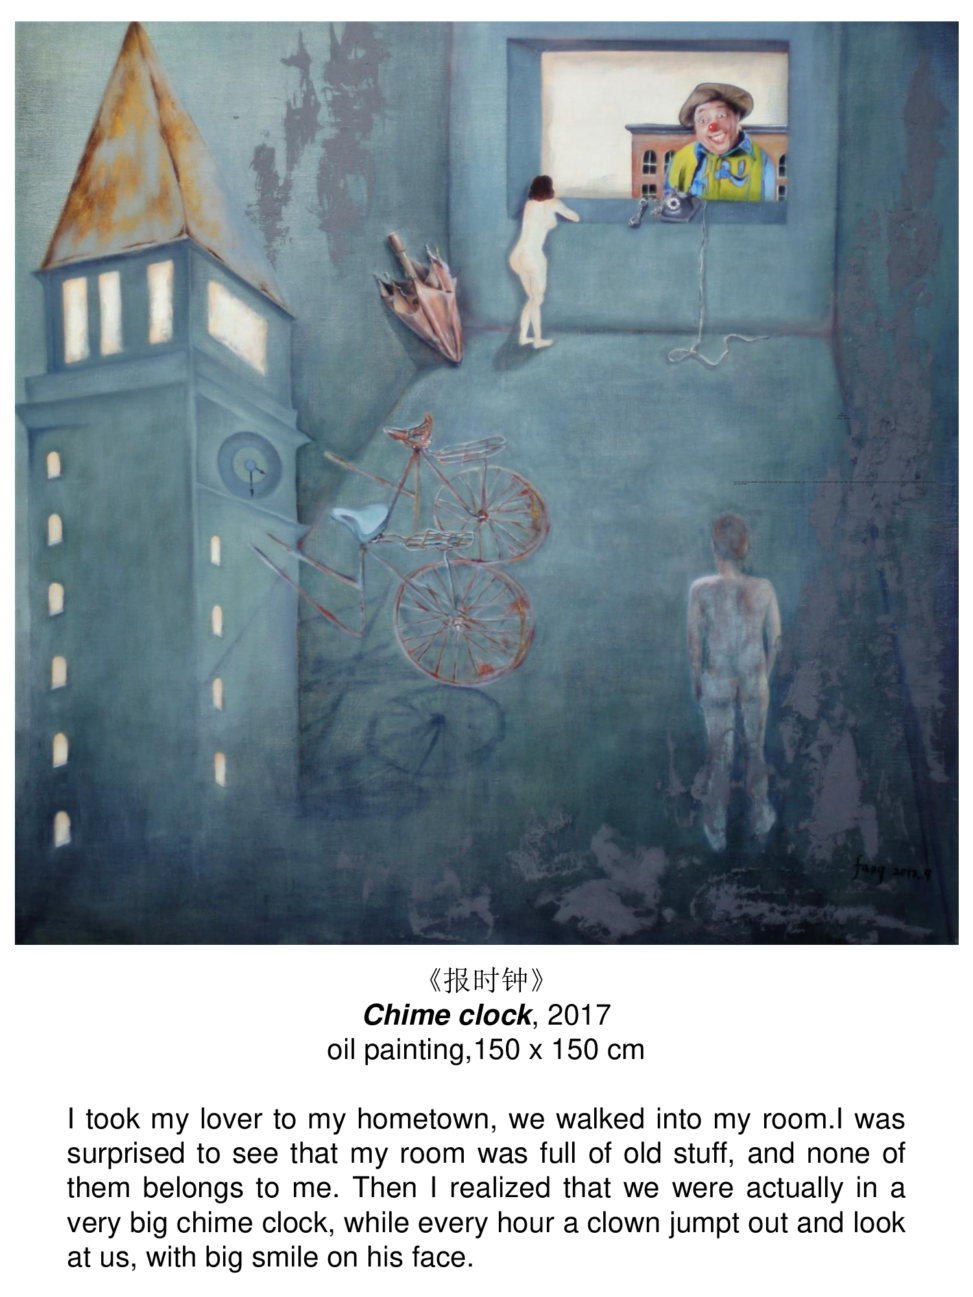 fang 2017.9
《报时钟》
Chime clock, 2017
oil painting,150 x 150 cm
I took my lover to my hometown, we walked into my room.I was
surprised to see that my room was full of old stuff, and none of
them belongs to me. Then I realized that we were actually in a
very big chime clock, while every hour a clown jumpt out and look
at us, with big smile on his face.